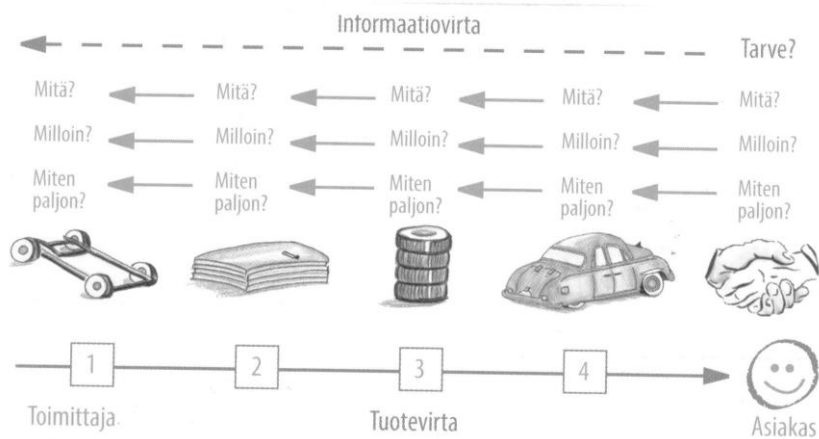 Informaatiovirta
Tarve?
Mitä? Mitä? Mitä? Mitä? Mitä?
Milloin? Milloin? Milloin? Milloin? Milloin?
Miten Miten Miten Miten Miten
paljon? paljon? paljon? paljon? paljon?
1 2 3 4
Toimittaja Tuotevirta Asiakas